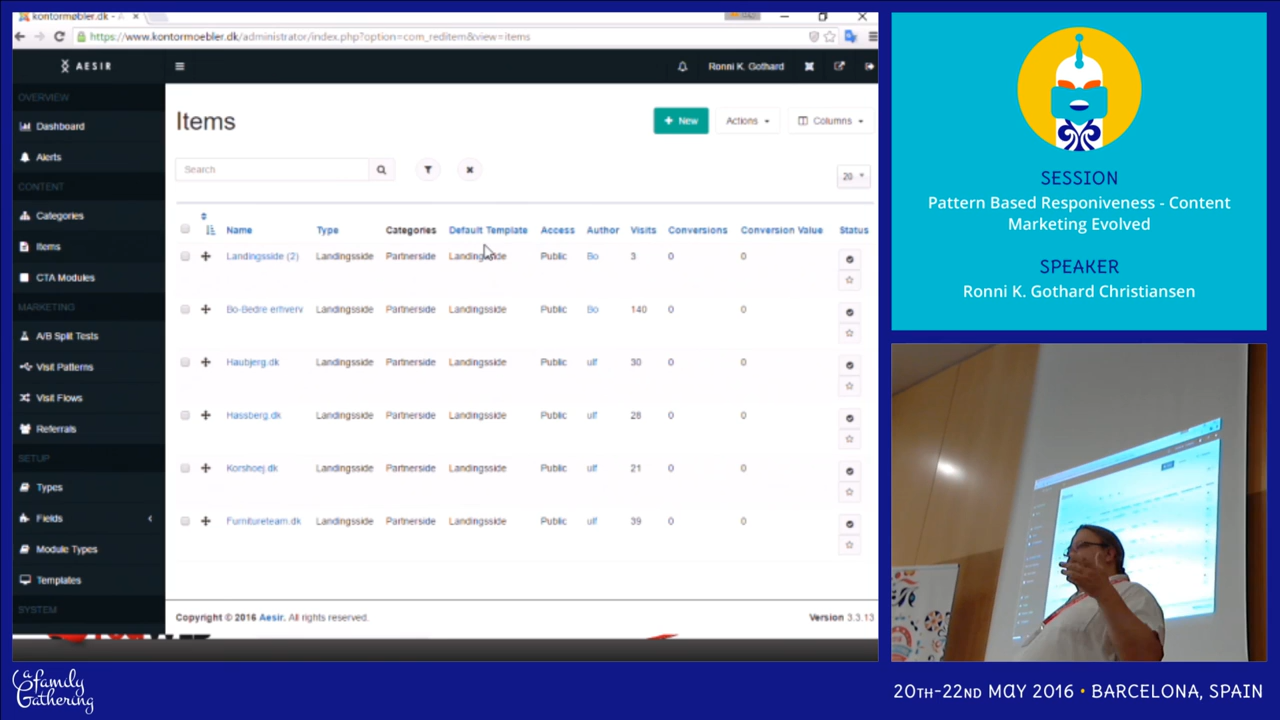 kontormøbler.dk - A
https://www.kontormoebler.dk/administrator/index.php?option=com_reditem&view=items
AESIR
Ronni K. Gothard
OVERVIEW
Dashboard
Alerts
CONTENT
Categories
Items
CTA Modules
MARKETING
A/B Split Tests
Visit Patterns
Visit Flows
Referrals
SETUP
Types
Fields
Module Types
Templates
SYSTEM
Items
New Actions Columns
Search
20
Name Type Categories Default Template Access Author Visits Conversions Conversion Value Status
Landingsside (2) Landingsside Partnerside Landingsside Public Bo 3 0 0
Bo-Bedre erhverv Landingsside Partnerside Landingsside Public Bo 140 0 0
Haubjerg.dk Landingsside Partnerside Landingsside Public ulf 30 0 0
Hassberg.dk Landingsside Partnerside Landingsside Public ulf 28 0 0
Korshoej.dk Landingsside Partnerside Landingsside Public ulf 21 0 0
Furnitureteam.dk Landingsside Partnerside Landingsside Public ulf 39 0 0
Copyright © 2016 Aesir. All rights reserved.
Version 3.3.13
SESSION
Pattern Based Responiveness - Content
Marketing Evolved
SPEAKER
Ronni K. Gothard Christiansen
a family
Gathering
20TH-22ND MAY 2016 • BARCELONA, SPAIN